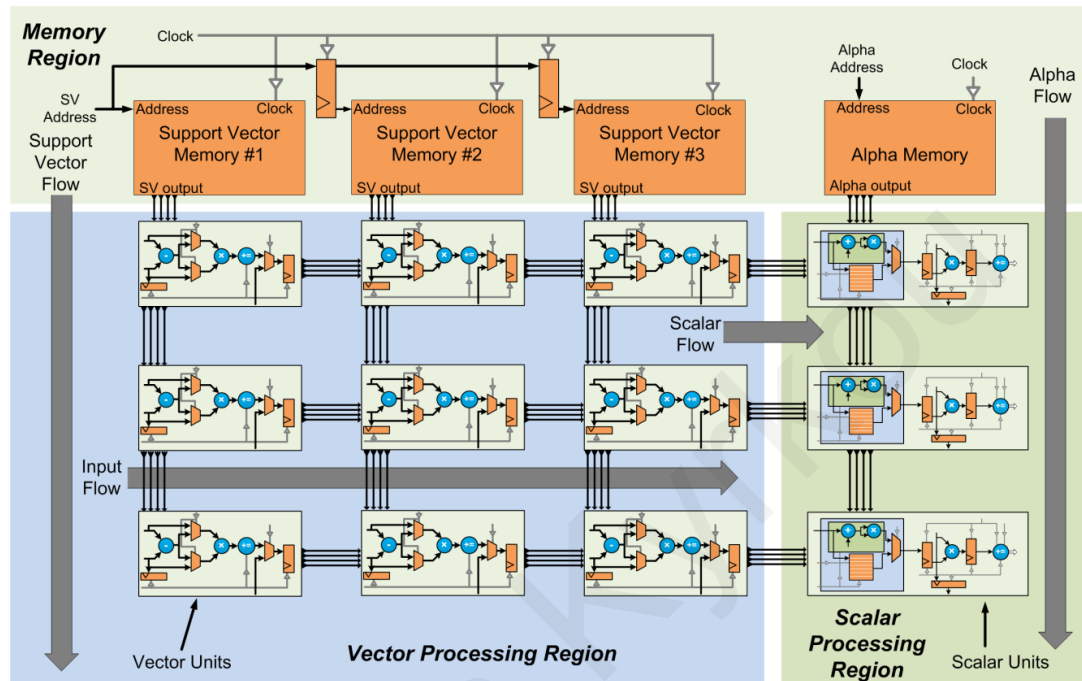 Memory
Region
Clock
SV
Address
Support
Vector
Flow
Address
Clock
Support Vector
Memory #1
SV output
Address
Clock
Support Vector
Memory #2
SV output
Address
Clock
Support Vector
Memory #3
SV output
Alpha
Address
Clock
Address
Alpha Memory
Alpha output
Alpha
Flow
- × +=
- × +=
- × +=
+ × × +=
Scalar
Flow
- × +=
- × +=
- × +=
+ × × +=
Input
Flow
- × +=
- × +=
- × +=
+ × × +=
Vector Units
Vector Processing Region
Scalar
Processing
Region
Scalar Units
Kyrkou